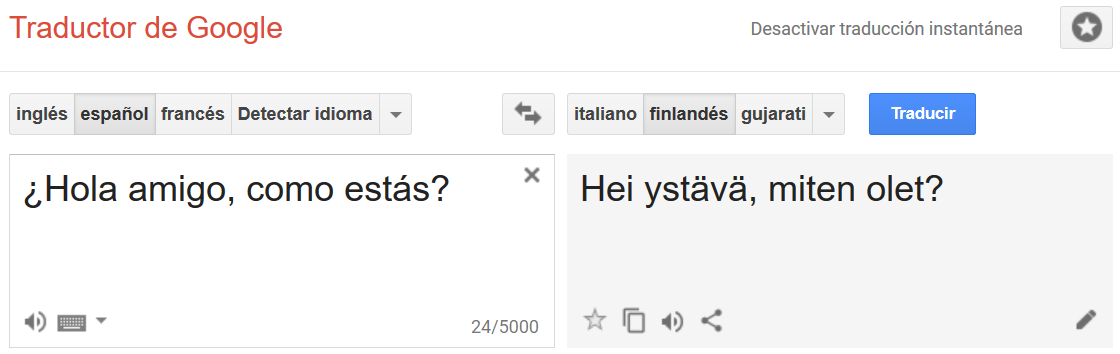 Traductor de Google
Desactivar traducción instantánea
inglés español francés Detectar idioma
italiano finlandés gujarati
Traducir
¿Hola amigo, como estás?
24/5000
Hei ystävä, miten olet?